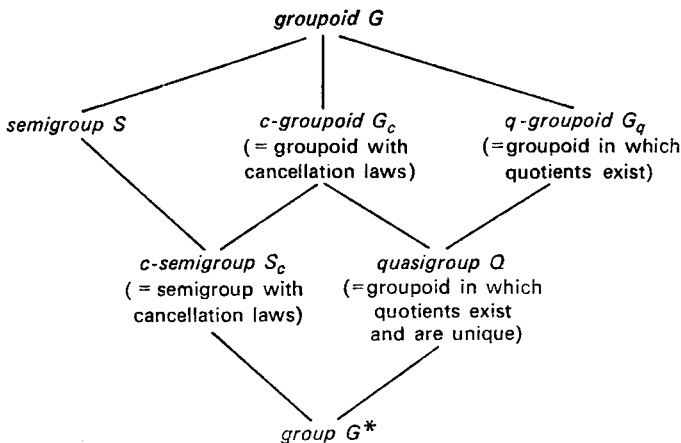 groupoid G
semigroup S
c-groupoid Gc
(= groupoid with
cancellation laws)
q-groupoid Gq
(=groupoid in which
quotients exist)
c-semigroup Sc
( = semigroup with
cancellation laws)
quasigroup Q
(=groupoid in which
quotients exist
and are unique)
group G*